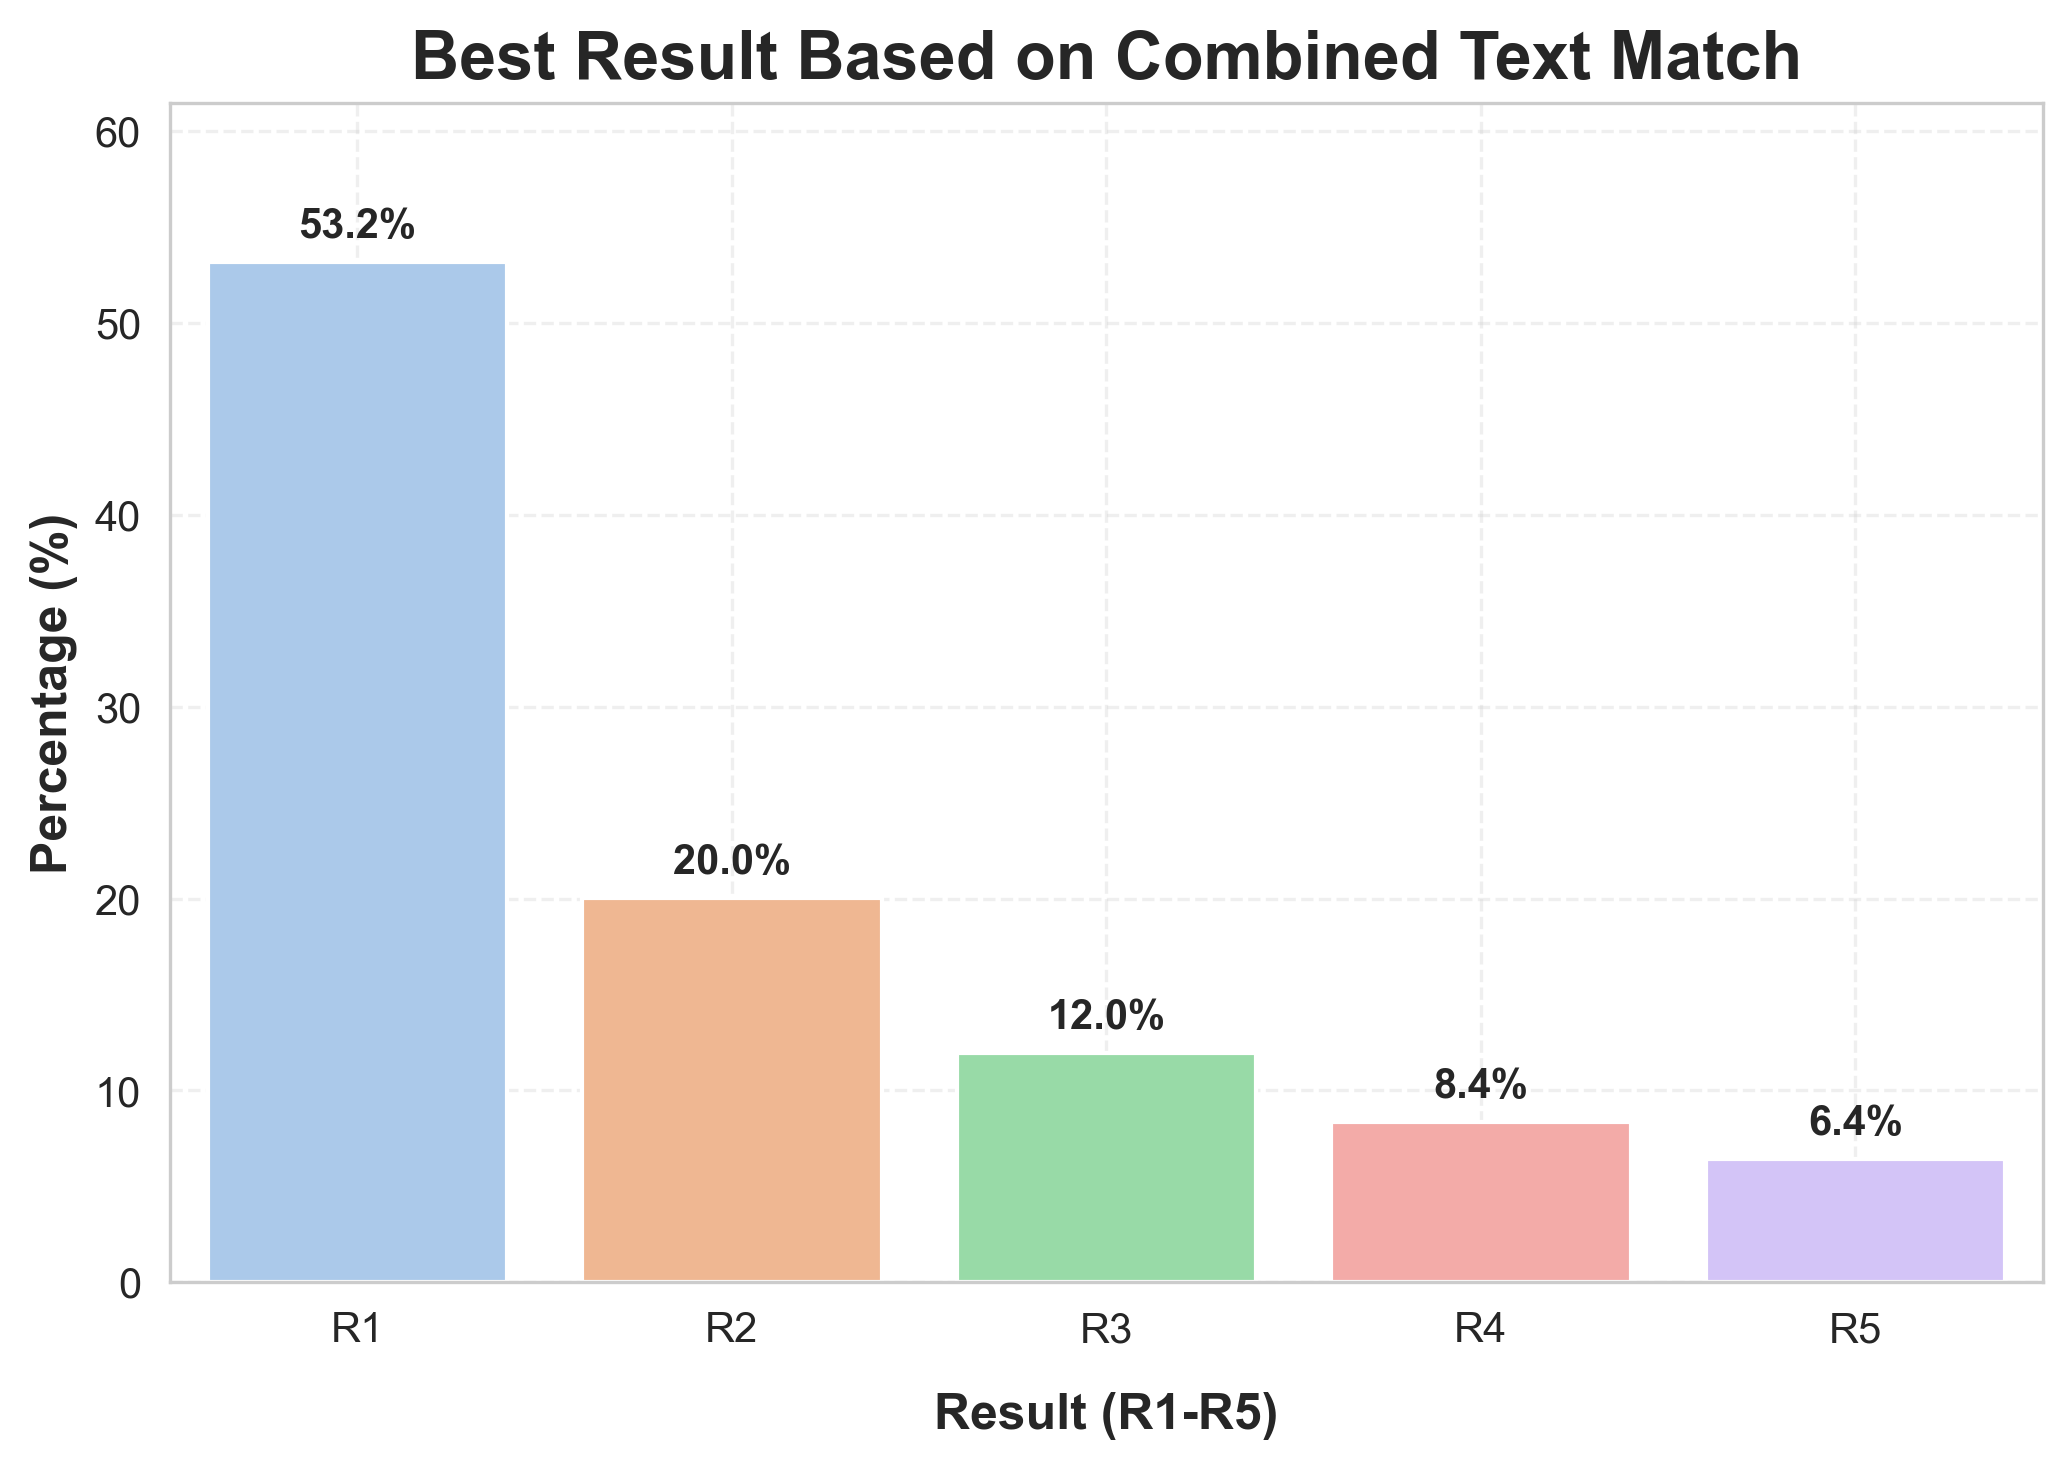 Best Result Based on Combined Text Match
Percentage (%)
60
50
40
30
20
10
0
53.2%
20.0%
12.0%
8.4%
6.4%
R1
R2
R3
R4
R5
Result (R1-R5)